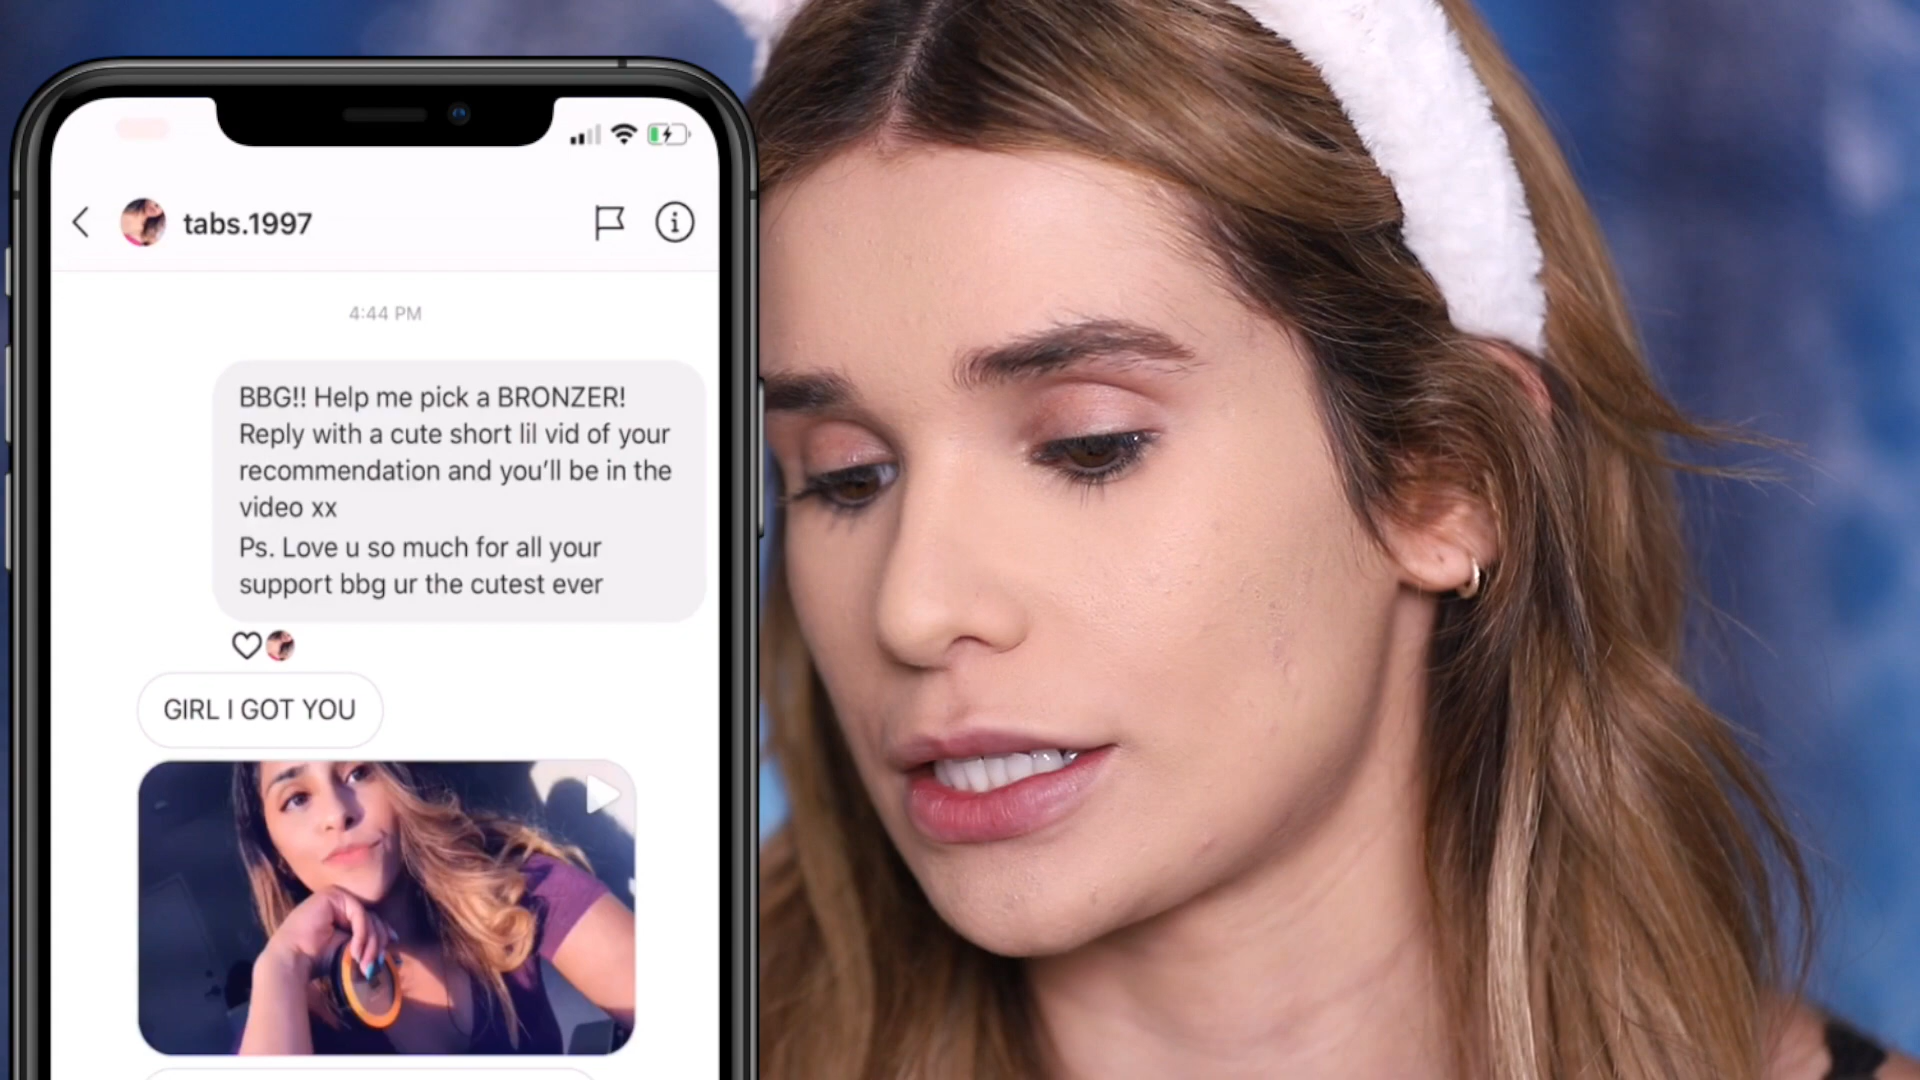 tabs.1997
4:44 PM
BBG!! Help me pick a BRONZER!
Reply with a cute short lil vid of your
recommendation and you’ll be in the
video xx
Ps. Love u so much for all your
support bbg ur the cutest ever
GIRL I GOT YOU